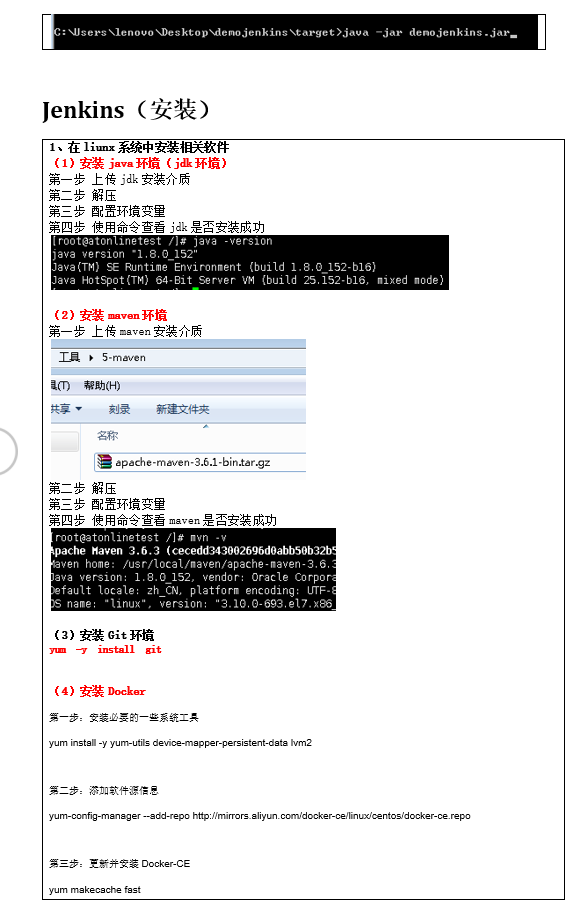 C:\Users\lenovo\Desktop\demojenkins\target>java -jar demojenkins.jar_
Jenkins（安装）
1、在 liunx 系统中安装相关软件
（1）安装 java 环境（ jdk 环境）
第一步 上传 jdk 安装介质
第二步 解压
第三步 配置环境变量
第四步 使用命令查看 jdk 是否安装成功
[root@atonlinetest /]# java -version
java version "1.8.0_152"
Java(TM) SE Runtime Environment (build 1.8.0_152-b16)
Java HotSpot(TM) 64-Bit Server VM (build 25.152-b16, mixed mode)
（2）安装 maven 环境
第一步 上传 maven 安装介质
工具 ▸ 5-maven
(T) 帮助(H)
共享 ▼ 刻录 新建文件夹
名称
apache-maven-3.6.1-bin.tar.gz
第二步 解压
第三步 配置环境变量
第四步 使用命令查看 maven 是否安装成功
[root@atonlinetest /]# mvn -v
Apache Maven 3.6.3 (cecedd343002696d0abb50b32b5
Maven home: /usr/local/maven/apache-maven-3.6.3
Java version: 1.8.0_152, vendor: Oracle Corpora
Default locale: zh_CN, platform encoding: UTF-8
OS name: "linux", version: "3.10.0-693.el7.x86_
（3）安装 Git 环境
yum -y install git
（4）安装 Docker
第一步：安装必要的一些系统工具
yum install -y yum-utils device-mapper-persistent-data lvm2
第二步：添加软件源信息
yum-config-manager --add-repo http://mirrors.aliyun.com/docker-ce/linux/centos/docker-ce.repo
第三步：更新并安装 Docker-CE
yum makecache fast